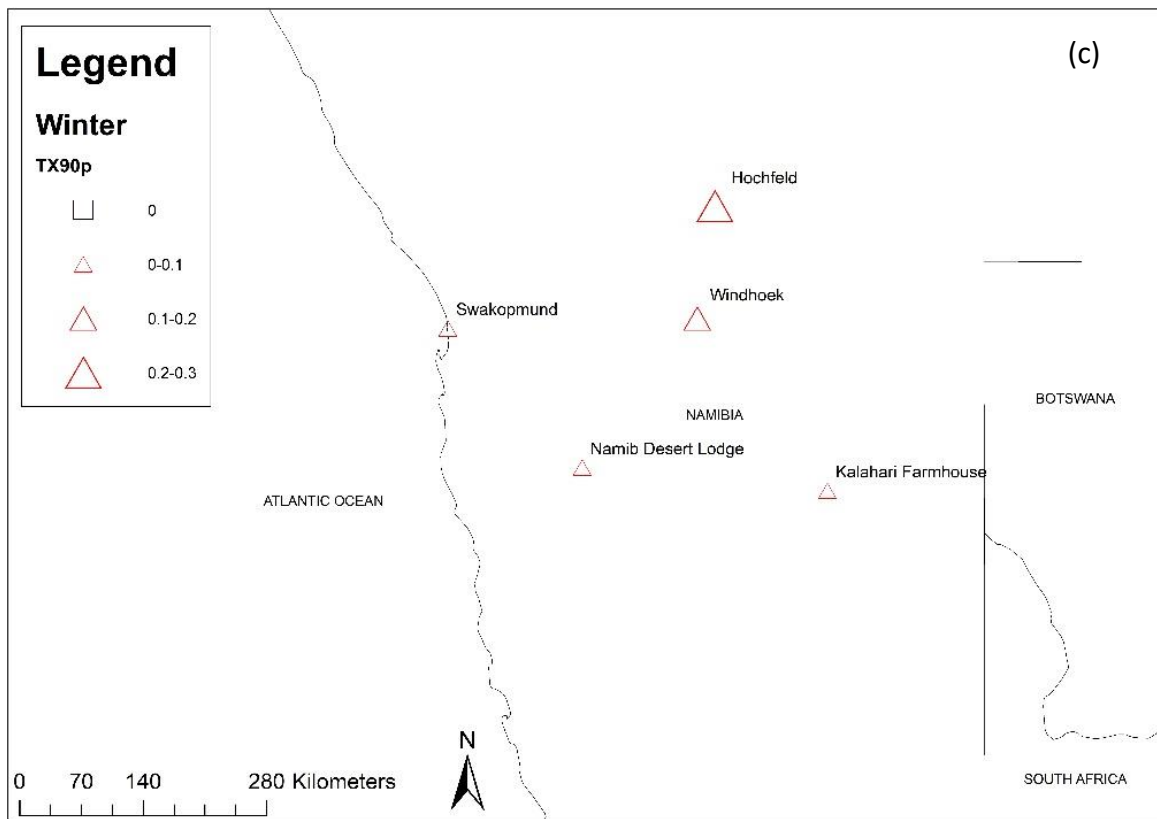 Legend
(c)
Winter
TX90p
0
0-0.1
0.1-0.2
0.2-0.3
Hochfeld
Windhoek
Swakopmund
NAMIBIA
BOTSWANA
Namib Desert Lodge
Kalahari Farmhouse
ATLANTIC OCEAN
N
0 70 140 280 Kilometers
SOUTH AFRICA